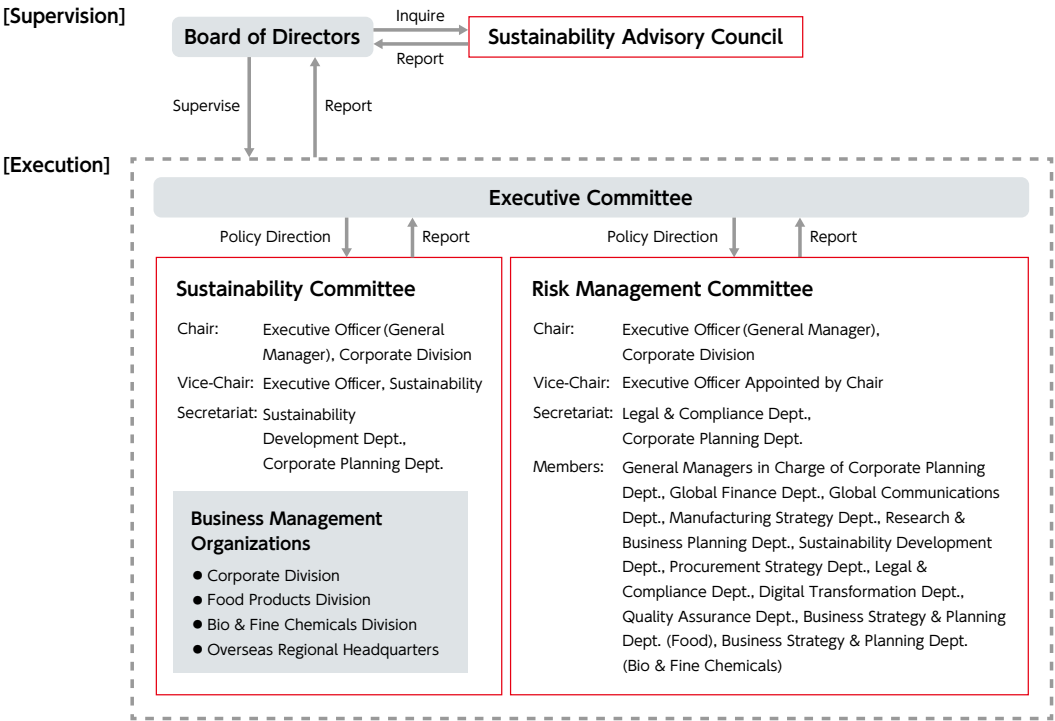 [Supervision]
Board of Directors
Inquire
Report
Sustainability Advisory Council
Supervise
Report
[Execution]
Executive Committee
Policy Direction
Report
Policy Direction
Report
Sustainability Committee
Chair: Executive Officer (General
Manager), Corporate Division
Vice-Chair: Executive Officer, Sustainability
Secretariat: Sustainability
Development Dept.,
Corporate Planning Dept.
Business Management
Organizations
● Corporate Division
● Food Products Division
● Bio & Fine Chemicals Division
● Overseas Regional Headquarters
Risk Management Committee
Chair: Executive Officer (General Manager),
Corporate Division
Vice-Chair: Executive Officer Appointed by Chair
Secretariat: Legal & Compliance Dept.,
Corporate Planning Dept.
Members: General Managers in Charge of Corporate Planning
Dept., Global Finance Dept., Global Communications
Dept., Manufacturing Strategy Dept., Research &
Business Planning Dept., Sustainability Development
Dept., Procurement Strategy Dept., Legal &
Compliance Dept., Digital Transformation Dept.,
Quality Assurance Dept., Business Strategy & Planning
Dept. (Food), Business Strategy & Planning Dept.
(Bio & Fine Chemicals)